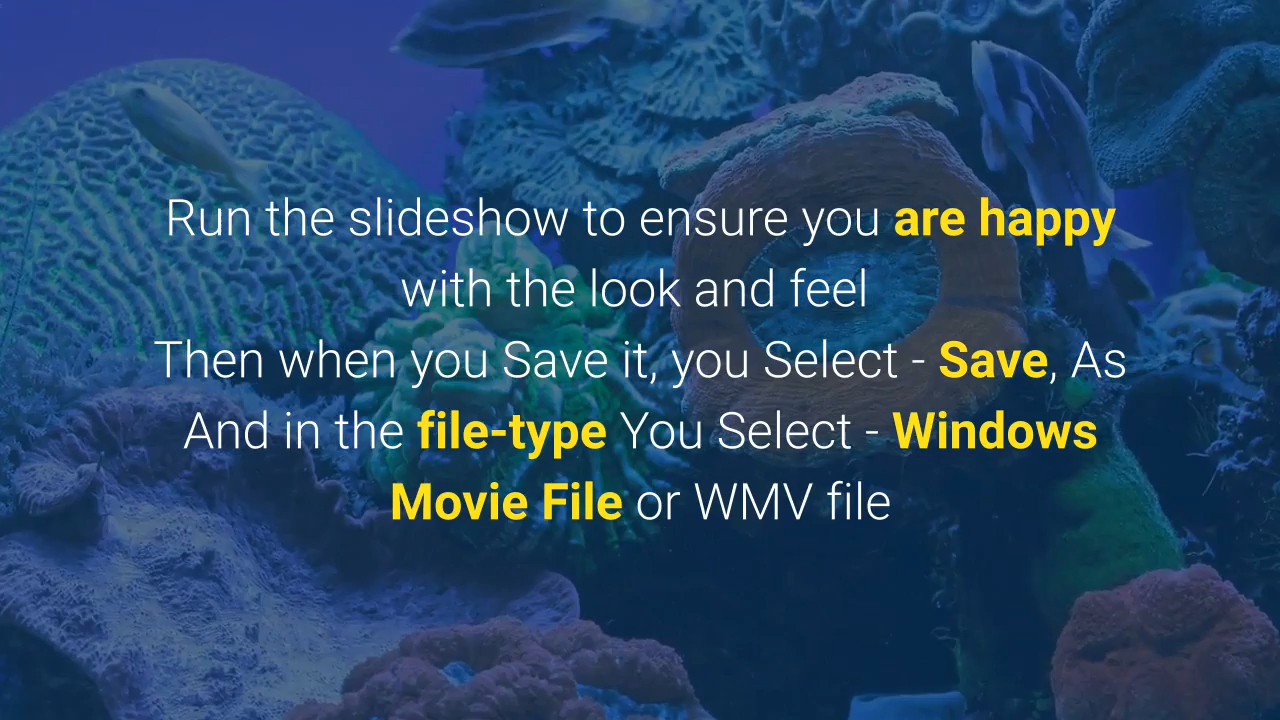 Run the slideshow to ensure you are happy
with the look and feel
Then when you Save it, you Select - Save, As
And in the file-type You Select - Windows
Movie File or WMV file